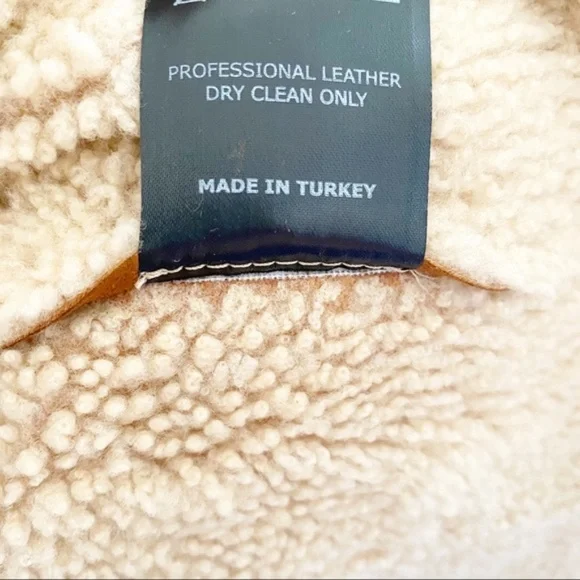 PROFESSIONAL LEATHER
DRY CLEAN ONLY
MADE IN TURKEY